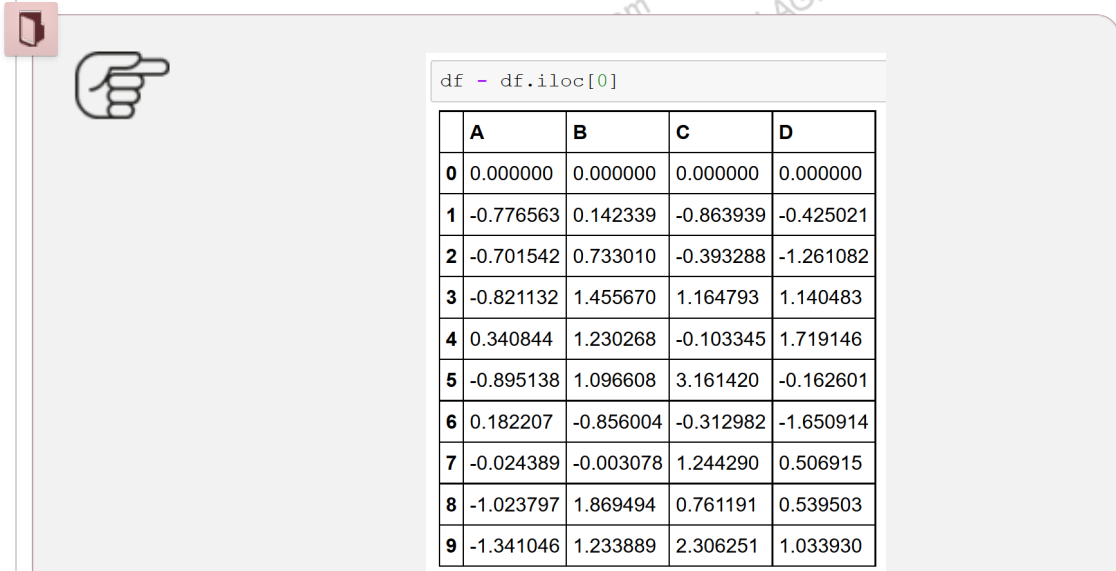 df - df.iloc[0]
A B C D
0 0.000000 0.000000 0.000000 0.000000
1 -0.776563 0.142339 -0.863939 -0.425021
2 -0.701542 0.733010 -0.393288 -1.261082
3 -0.821132 1.455670 1.164793 1.140483
4 0.340844 1.230268 -0.103345 1.719146
5 -0.895138 1.096608 3.161420 -0.162601
6 0.182207 -0.856004 -0.312982 -1.650914
7 -0.024389 -0.003078 1.244290 0.506915
8 -1.023797 1.869494 0.761191 0.539503
9 -1.341046 1.233889 2.306251 1.033930